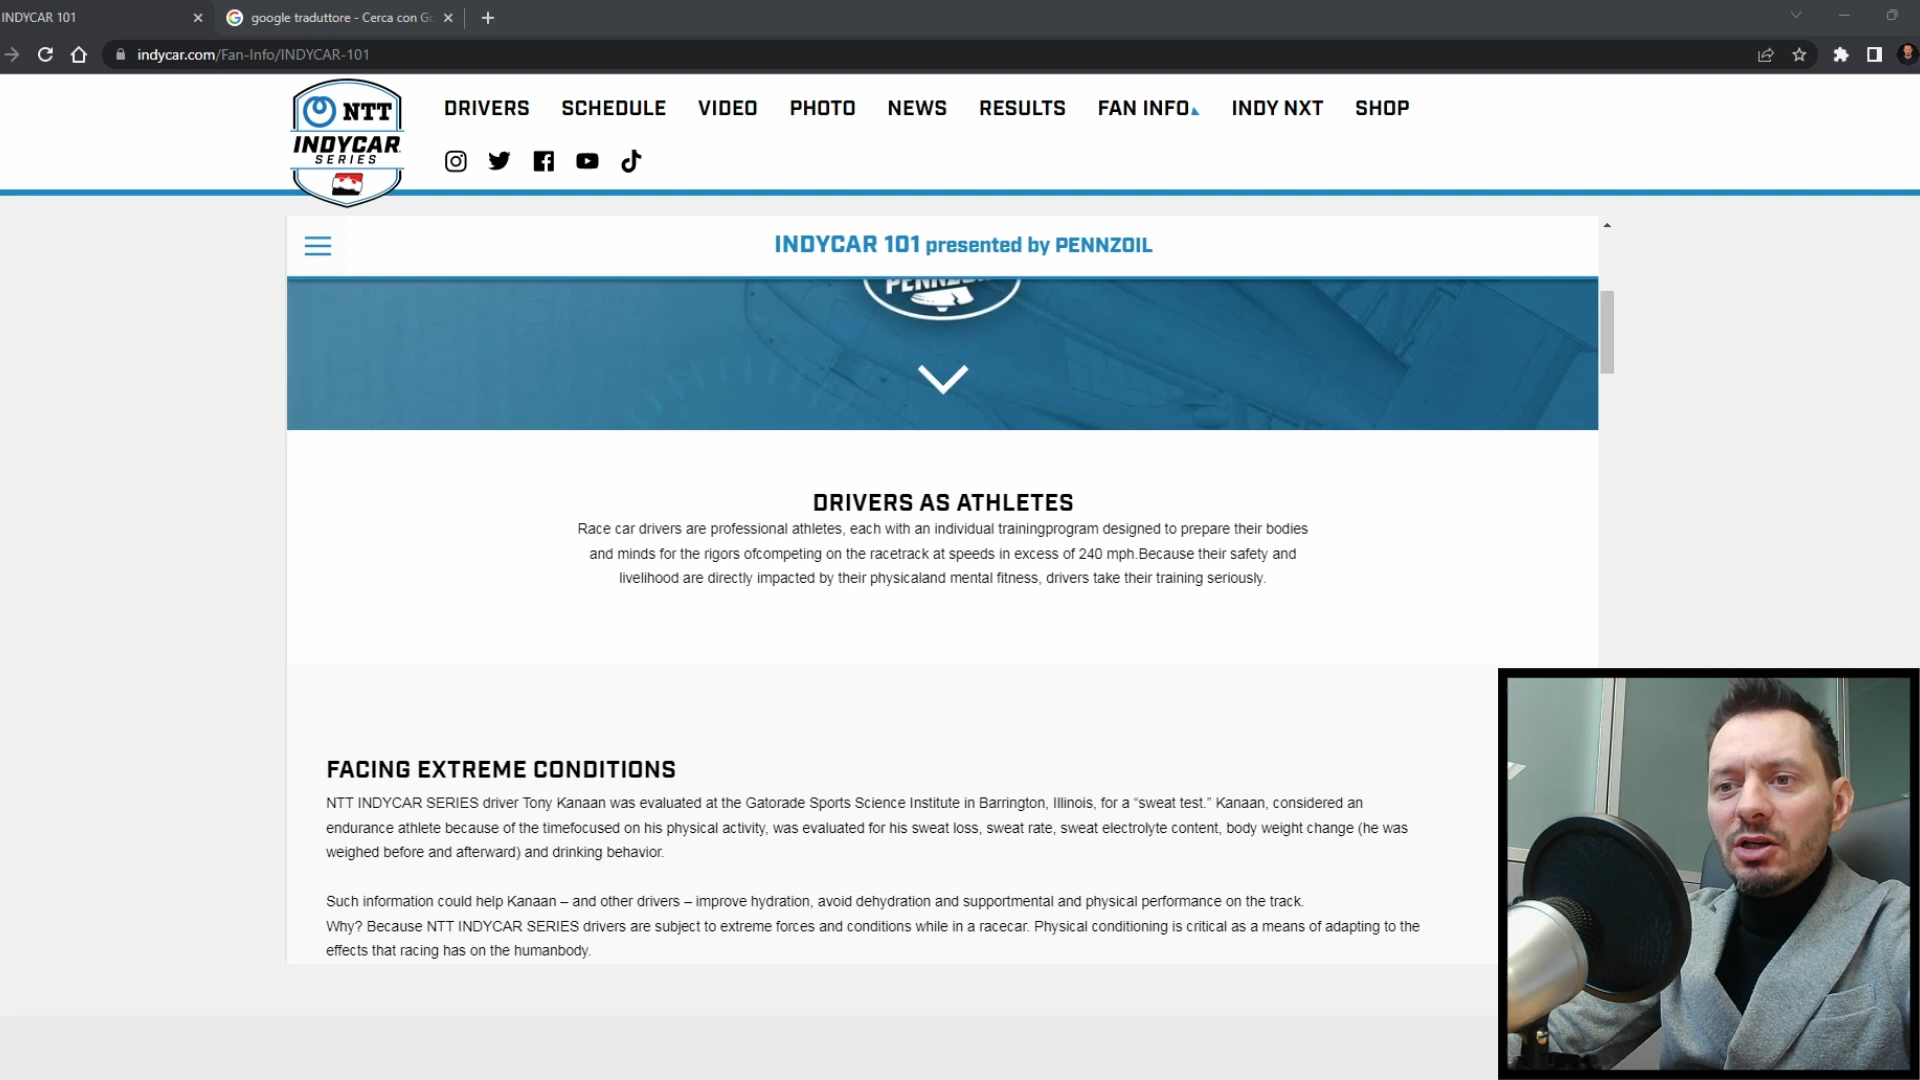 INDYCAR 101
google traduttore - Cerca con G
indycar.com/Fan-Info/INDYCAR-101
NTT
INDYCAR
SERIES
DRIVERS SCHEDULE VIDEO PHOTO NEWS RESULTS FAN INFO INDY NXT SHOP
INDYCAR 101 presented by PENNZOIL
PENNZOIL
DRIVERS AS ATHLETES
Race car drivers are professional athletes, each with an individual trainingprogram designed to prepare their bodies
and minds for the rigors ofcompeting on the racetrack at speeds in excess of 240 mph.Because their safety and
livelihood are directly impacted by their physicaland mental fitness, drivers take their training seriously.
FACING EXTREME CONDITIONS
NTT INDYCAR SERIES driver Tony Kanaan was evaluated at the Gatorade Sports Science Institute in Barrington, Illinois, for a “sweat test.” Kanaan, considered an
endurance athlete because of the timefocused on his physical activity, was evaluated for his sweat loss, sweat rate, sweat electrolyte content, body weight change (he was
weighed before and afterward) and drinking behavior.
Such information could help Kanaan – and other drivers – improve hydration, avoid dehydration and supportmental and physical performance on the track.
Why? Because NTT INDYCAR SERIES drivers are subject to extreme forces and conditions while in a racecar. Physical conditioning is critical as a means of adapting to the
effects that racing has on the humanbody.